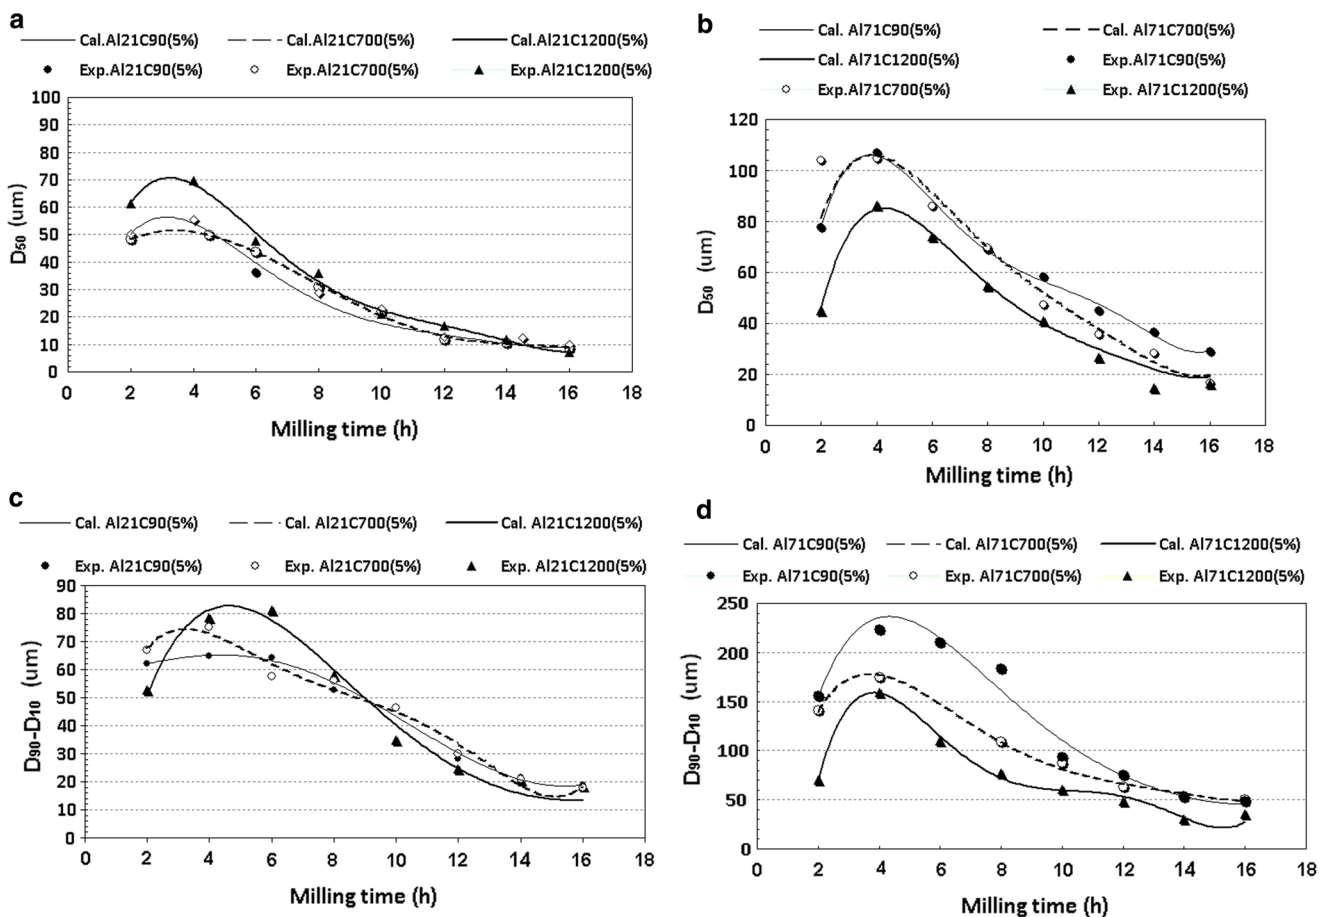 a
Cal.Al21C90(5%) Cal.Al21C700(5%) Cal.Al21C1200(5%)
Exp.Al21C90(5%) Exp.Al21C700(5%) Exp.Al21C1200(5%)
100
90
80
70
60
50
40
30
20
10
0
D50 (um)
0 2 4 6 8 10 12 14 16 18
Milling time (h)
b
Cal. Al71C90(5%) Cal. Al71C700(5%)
Cal. Al71C1200(5%) Exp.Al71C90(5%)
Exp.Al71C700(5%) Exp. Al71C1200(5%)
120
100
80
60
40
20
0
D50 (um)
0 2 4 6 8 10 12 14 16 18
Milling time (h)
c
Cal. Al21C90(5%) Cal. Al21C700(5%) Cal. Al21C1200(5%)
Exp. Al21C90(5%) Exp. Al21C700(5%) Exp. Al21C1200(5%)
90
80
70
60
50
40
30
20
10
0
D90-D10 (um)
0 2 4 6 8 10 12 14 16 18
Milling time (h)
d
Cal. Al71C90(5%) Cal. Al71C700(5%) Cal. Al71C1200(5%)
Exp. Al71C90(5%) Exp. Al71C700(5%) Exp. Al71C1200(5%)
250
200
150
100
50
0
D90-D10 (um)
0 2 4 6 8 10 12 14 16 18
Milling time (h)